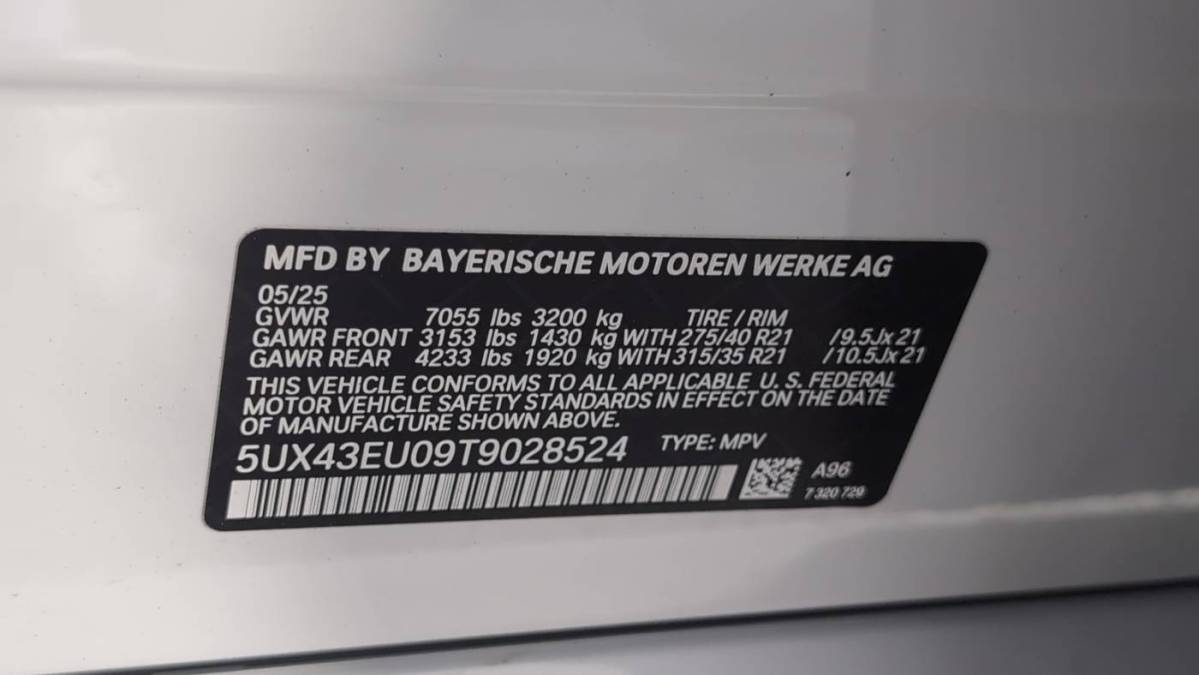 MFD BY BAYERISCHE MOTOREN WERKE AG
05/25
GVWR 7055 lbs 3200 kg TIRE / RIM
GAWR FRONT 3153 lbs 1430 kg WITH 275/40 R21 /9.5Jx21
GAWR REAR 4233 lbs 1920 kg WITH 315/35 R21 /10.5Jx21
THIS VEHICLE CONFORMS TO ALL APPLICABLE U. S. FEDERAL
MOTOR VEHICLE SAFETY STANDARDS IN EFFECT ON THE DATE
OF MANUFACTURE SHOWN ABOVE.
5UX43EU09T9028524 TYPE: MPV
A96
7 320 729